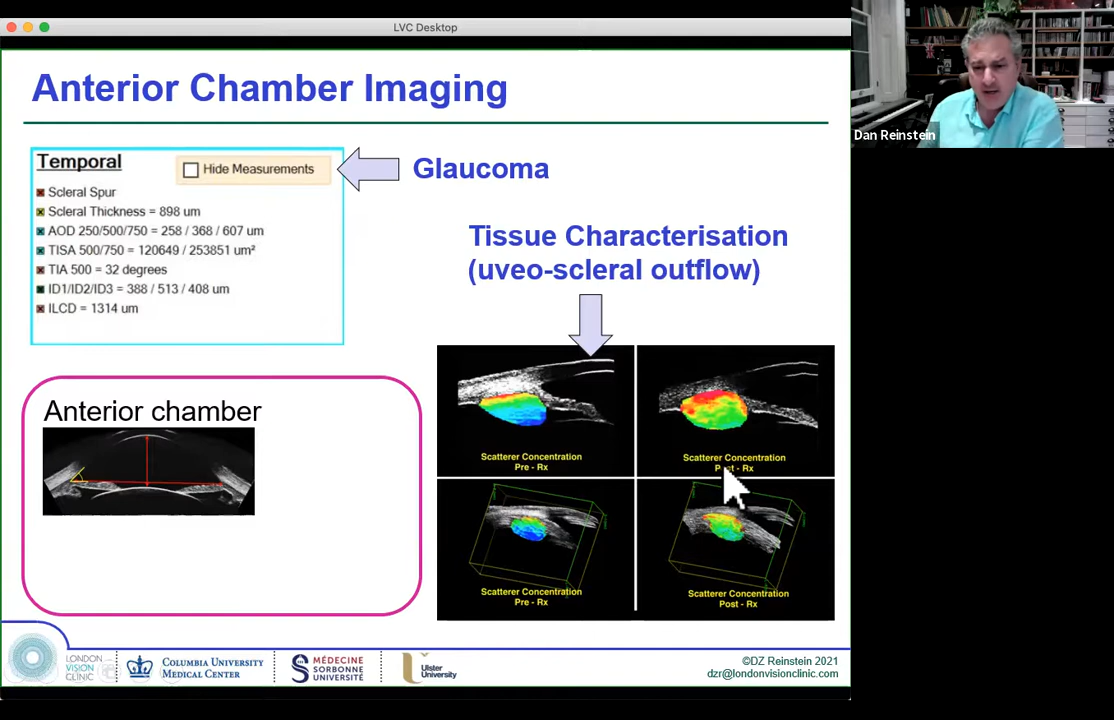 LVC Desktop
Anterior Chamber Imaging
Temporal
Hide Measurements
Scleral Spur
Scleral Thickness = 898 um
AOD 250/500/750 = 258 / 368 / 607 um
TISA 500/750 = 120649 / 253851 um²
TIA 500 = 32 degrees
ID1/ID2/ID3 = 388 / 513 / 408 um
ILCD = 1314 um
Glaucoma
Tissue Characterisation
(uveo-scleral outflow)
Anterior chamber
Scatterer Concentration
Pre - Rx
Scatterer Concentration
Post - Rx
Scatterer Concentration
Pre - Rx
Scatterer Concentration
Post - Rx
LONDON
VISION
CLINIC
COLUMBIA UNIVERSITY
MEDICAL CENTER
MÉDECINE
SORBONNE
UNIVERSITÉ
Ulster
University
©DZ Reinstein 2021
dzr@londonvisionclinic.com
Dan Reinstein